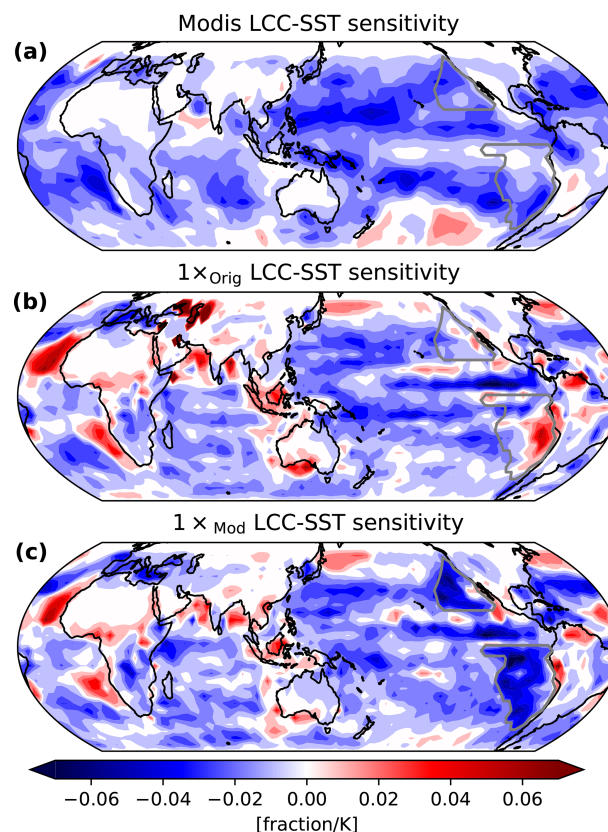 Modis LCC-SST sensitivity
(a)
1×Orig LCC-SST sensitivity
(b)
1×Mod LCC-SST sensitivity
(c)
−0.06 −0.04 −0.02 0.00 0.02 0.04 0.06
[fraction/K]